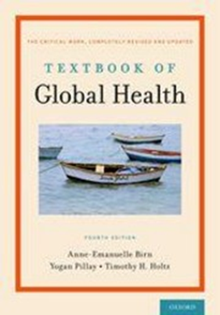 THE CRITICAL WORK, COMPLETELY REVISED AND UPDATED
TEXTBOOK OF
Global Health
FOURTH EDITION
Anne-Emanuelle Birn
Yogan Pillay • Timothy H. Holtz
OXFORD